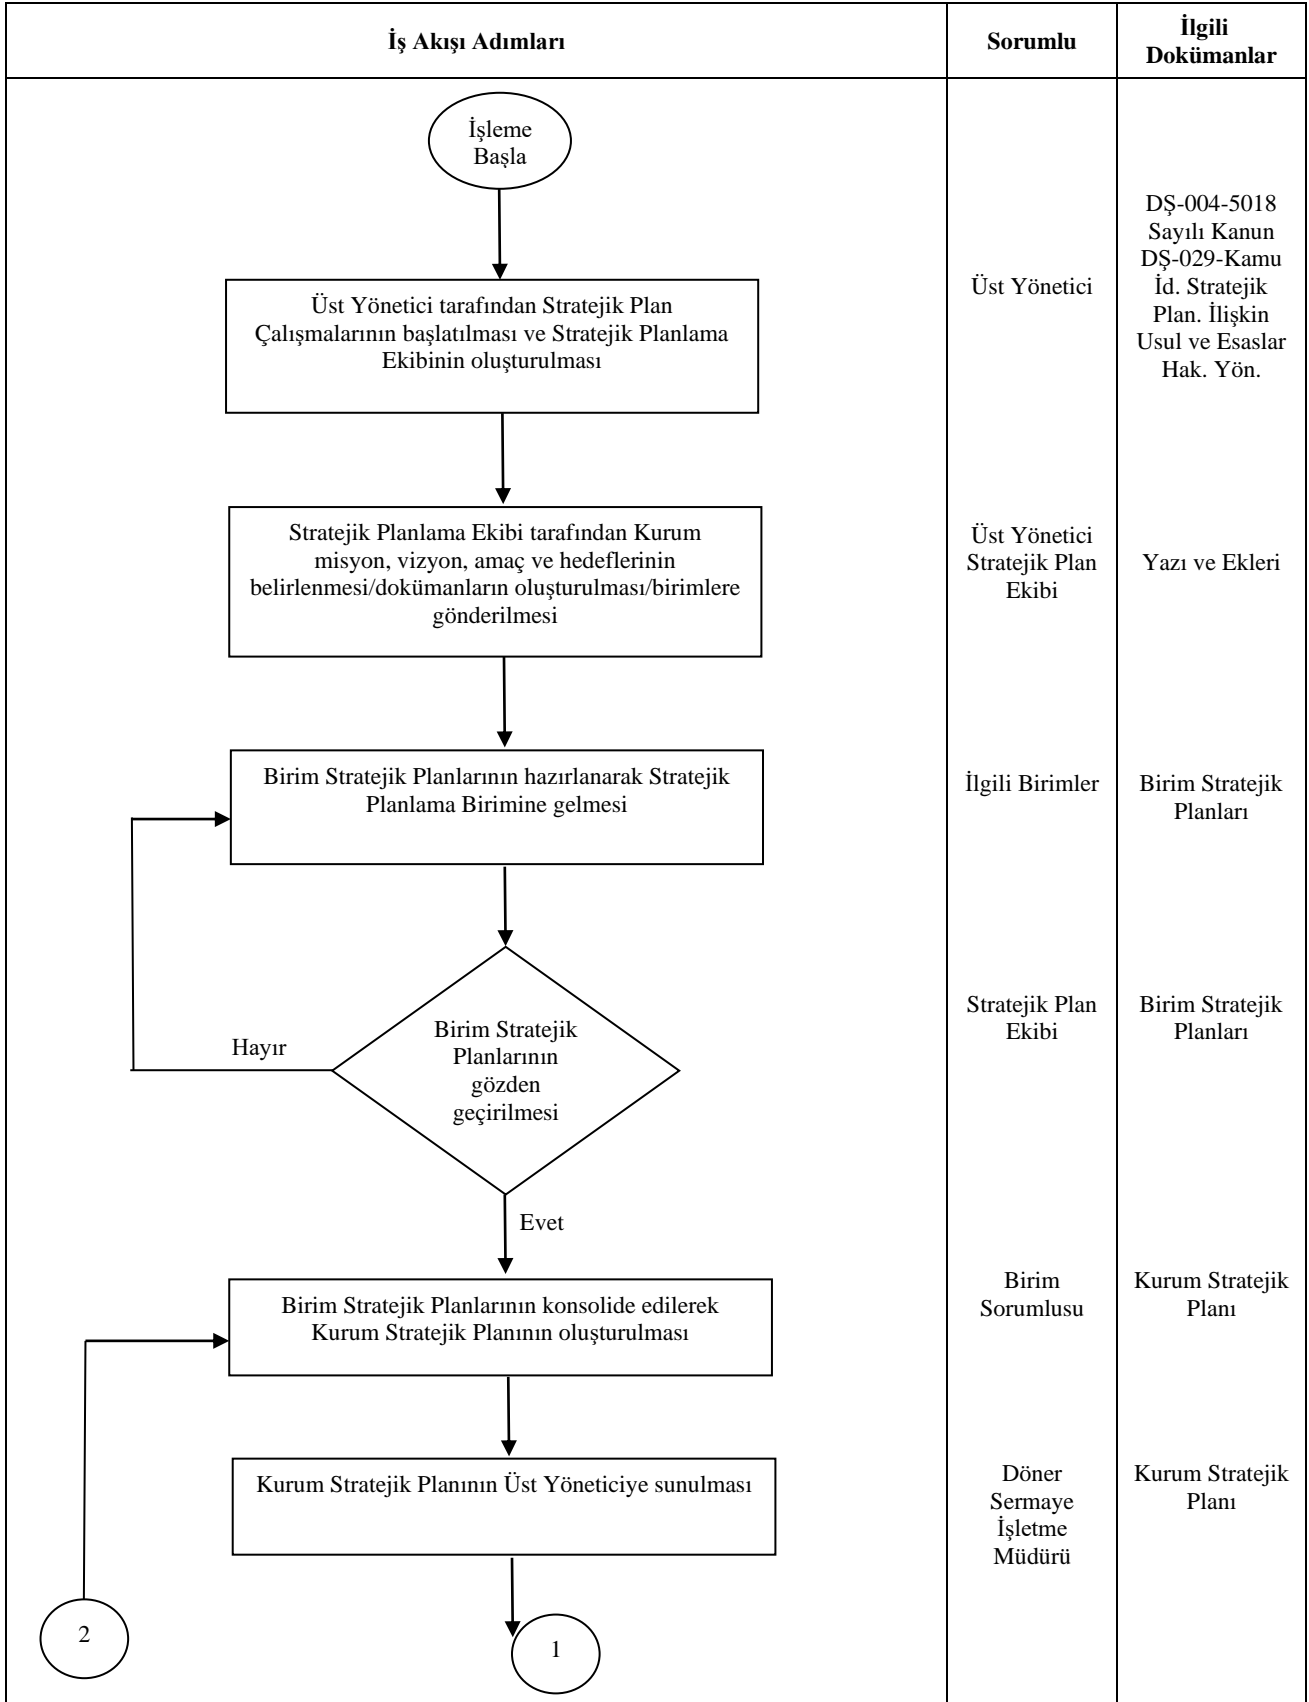 İş Akışı Adımları
Sorumlu
İlgili
Dokümanlar
İşleme
Başla
Üst Yönetici tarafından Stratejik Plan
Çalışmalarının başlatılması ve Stratejik Planlama
Ekibinin oluşturulması
Üst Yönetici
DŞ-004-5018
Sayılı Kanun
DŞ-029-Kamu
İd. Stratejik
Plan. İlişkin
Usul ve Esaslar
Hak. Yön.
Stratejik Planlama Ekibi tarafından Kurum
misyon, vizyon, amaç ve hedeflerinin
belirlenmesi/dokümanların oluşturulması/birimlere
gönderilmesi
Üst Yönetici
Stratejik Plan
Ekibi
Yazı ve Ekleri
Birim Stratejik Planlarının hazırlanarak Stratejik
Planlama Birimine gelmesi
İlgili Birimler
Birim Stratejik
Planları
Birim Stratejik
Planlarının
gözden
geçirilmesi
Hayır
Evet
Stratejik Plan
Ekibi
Birim Stratejik
Planları
Birim Stratejik Planlarının konsolide edilerek
Kurum Stratejik Planının oluşturulması
Birim
Sorumlusu
Kurum Stratejik
Planı
Kurum Stratejik Planının Üst Yöneticiye sunulması
Döner
Sermaye
İşletme
Müdürü
Kurum Stratejik
Planı
2
1